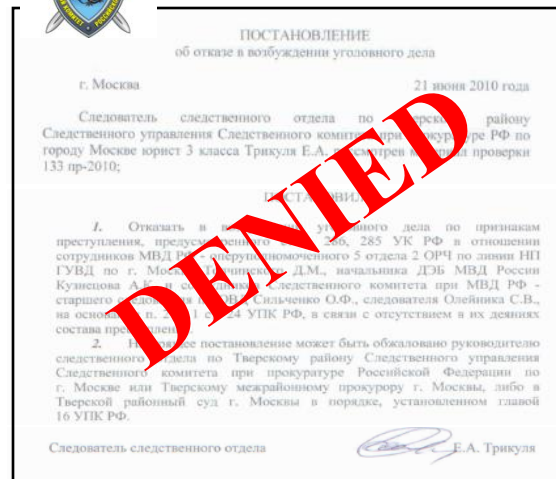 ПОСТАНОВЛЕНИЕ
об отказе в возбуждении уголовного дела
г. Москва 21 июня 2010 года
Следователь следственного отдела по району
Следственного управления Следственного комитета при прокуратуре РФ по
городу Москве юрист 3 класса Трикуля Е.А. рассмотрев материал проверки
133 пр-2010;
1. Отказать в уголовного дела по признакам
преступления, 286, 285 УК РФ в отношении
сотрудников МВД РФ - оперуполномоченного 5 отдела 2 ОРЧ по линии НП
ГУВД по г. Д.М., начальника ДЭБ МВД России
Кузнецова А.К. и Следственного комитета при МВД РФ -
старшего Сильченко О.Ф., следователя Олейника С.В.,
на п. УПК РФ, в связи с отсутствием в их деяниях
состава
2. постановление может быть обжаловано руководителю
следственного отдела по Тверскому району Следственного управления
Следственного комитета при прокуратуре Российской Федерации по
г. Москве или Тверскому межрайонному прокурору г. Москвы, либо в
Тверской районный суд г. Москвы в порядке, установленном главой
16 УПК РФ.
Следователь следственного отдела Е.А. Трикуля
DENIED